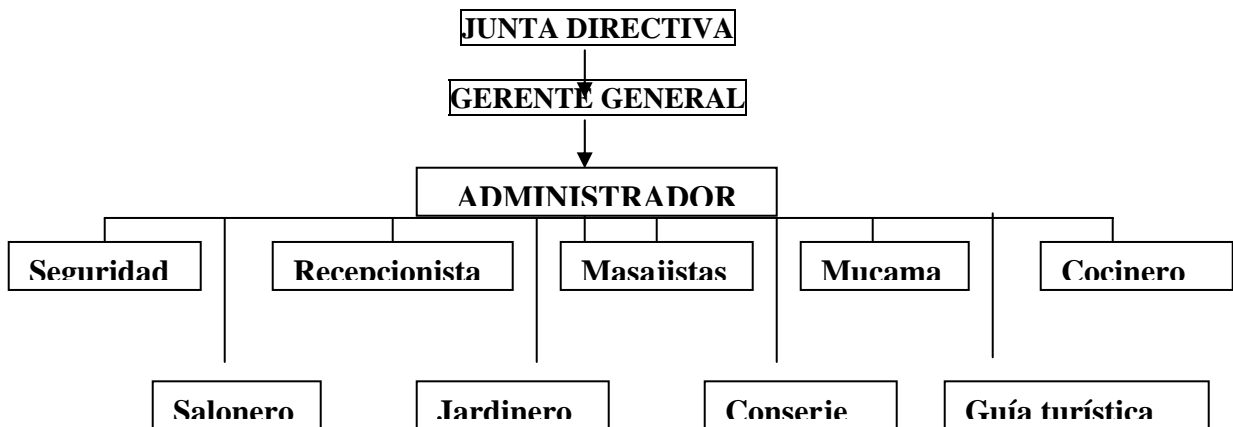 JUNTA DIRECTIVA
GERENTE GENERAL
ADMINISTRADOR
Seguridad Recepcionista Masajistas Mucama Cocinero
Salonero Jardinero Conserje Guía turística